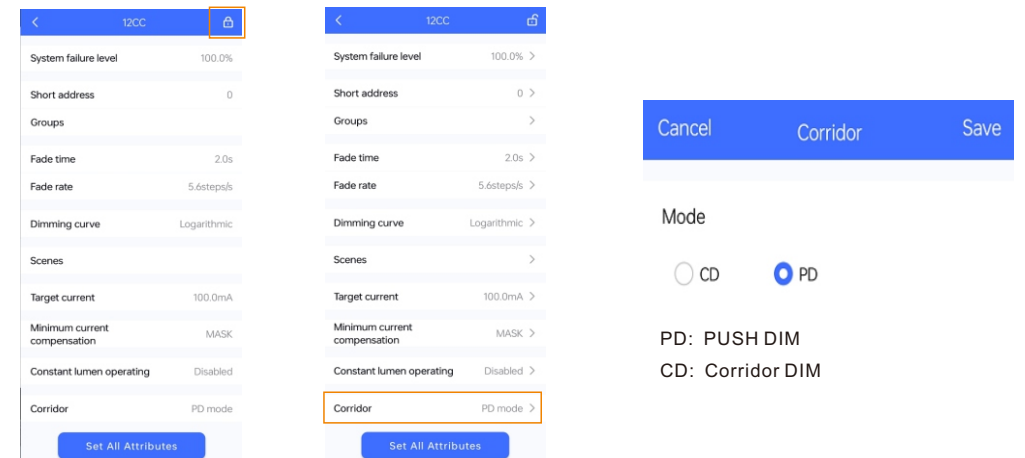 12CC
System failure level 100.0%
Short address 0
Groups
Fade time 2.0s
Fade rate 5.6steps/s
Dimming curve Logarithmic
Scenes
Target current 100.0mA
Minimum current
compensation MASK
Constant lumen operating Disabled
Corridor PD mode
Set All Attributes
12CC
System failure level 100.0% >
Short address 0 >
Groups >
Fade time 2.0s >
Fade rate 5.6steps/s >
Dimming curve Logarithmic >
Scenes >
Target current 100.0mA >
Minimum current
compensation MASK >
Constant lumen operating Disabled >
Corridor PD mode >
Set All Attributes
Cancel Corridor Save
Mode
CD PD
PD: PUSH DIM
CD: Corridor DIM